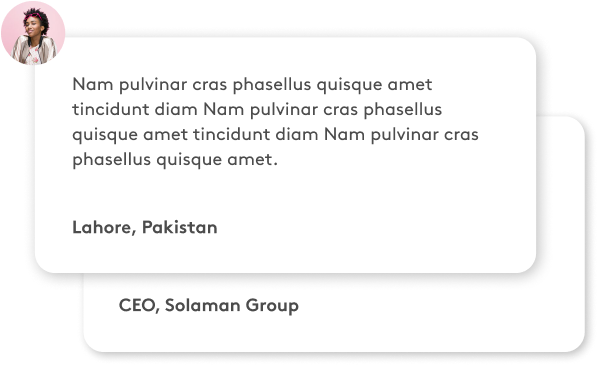 Nam pulvinar cras phasellus quisque amet
tincidunt diam Nam pulvinar cras phasellus
quisque amet tincidunt diam Nam pulvinar cras
phasellus quisque amet.
Lahore, Pakistan
CEO, Solaman Group